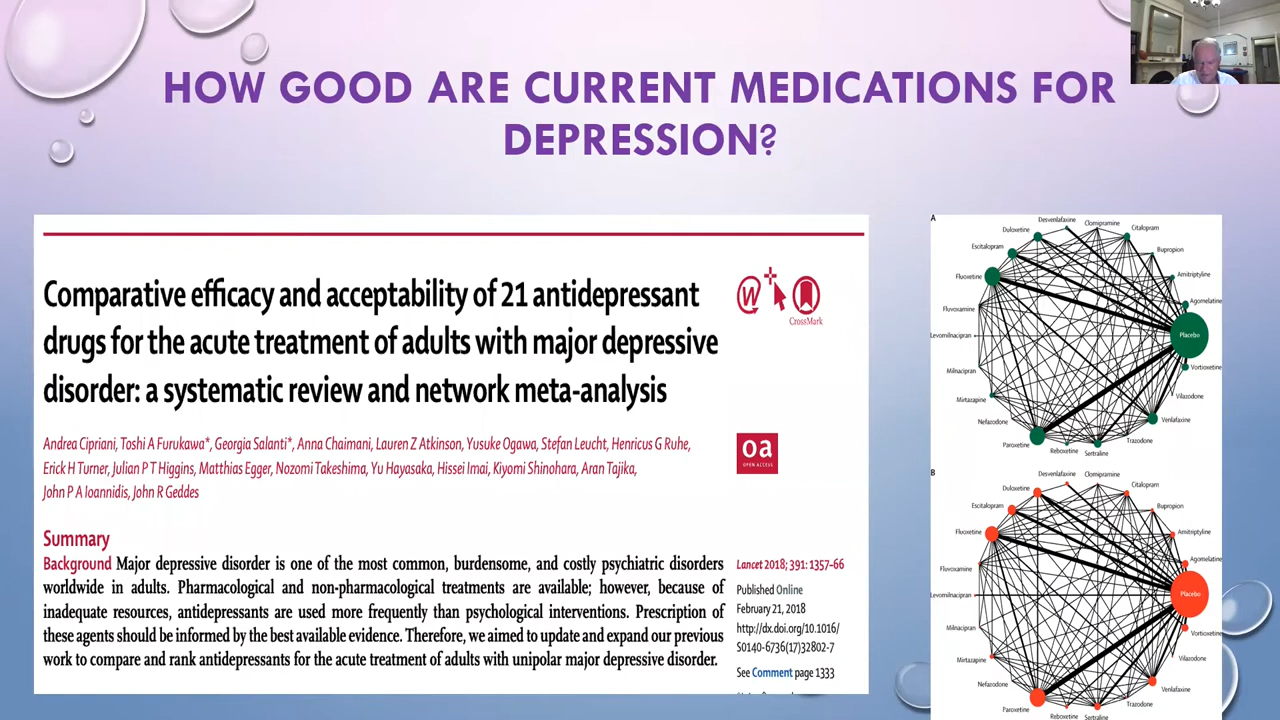 HOW GOOD ARE CURRENT MEDICATIONS FOR
DEPRESSION?
Comparative efficacy and acceptability of 21 antidepressant
drugs for the acute treatment of adults with major depressive
disorder: a systematic review and network meta-analysis
CrossMark
Andrea Cipriani, Toshi A Furukawa*, Georgia Salanti*, Anna Chaimani, Lauren Z Atkinson, Yusuke Ogawa, Stefan Leucht, Henricus G Ruhe,
Erick H Turner, Julian P T Higgins, Matthias Egger, Nozomi Takeshima, Yu Hayasaka, Hissei Imai, Kiyomi Shinohara, Aran Tajika,
John P A Ioannidis, John R Geddes
oa
OPEN ACCESS
Summary
Background Major depressive disorder is one of the most common, burdensome, and costly psychiatric disorders
worldwide in adults. Pharmacological and non-pharmacological treatments are available; however, because of
inadequate resources, antidepressants are used more frequently than psychological interventions. Prescription of
these agents should be informed by the best available evidence. Therefore, we aimed to update and expand our previous
work to compare and rank antidepressants for the acute treatment of adults with unipolar major depressive disorder.
Lancet 2018; 391: 1357–66
Published Online
February 21, 2018
http://dx.doi.org/10.1016/
S0140-6736(17)32802-7
See Comment page 1333
A
Desvenlafaxine
Clomipramine
Duloxetine
Citalopram
Escitalopram
Bupropion
Fluoxetine
Amitriptyline
Fluvoxamine
Agomelatine
Levomilnacipran
Placebo
Milnacipran
Vortioxetine
Mirtazapine
Vilazodone
Nefazodone
Venlafaxine
Paroxetine
Trazodone
Reboxetine
Sertraline
B
Desvenlafaxine
Clomipramine
Duloxetine
Citalopram
Escitalopram
Bupropion
Fluoxetine
Amitriptyline
Fluvoxamine
Agomelatine
Levomilnacipran
Placebo
Milnacipran
Vortioxetine
Mirtazapine
Vilazodone
Nefazodone
Venlafaxine
Paroxetine
Trazodone
Reboxetine
Sertraline